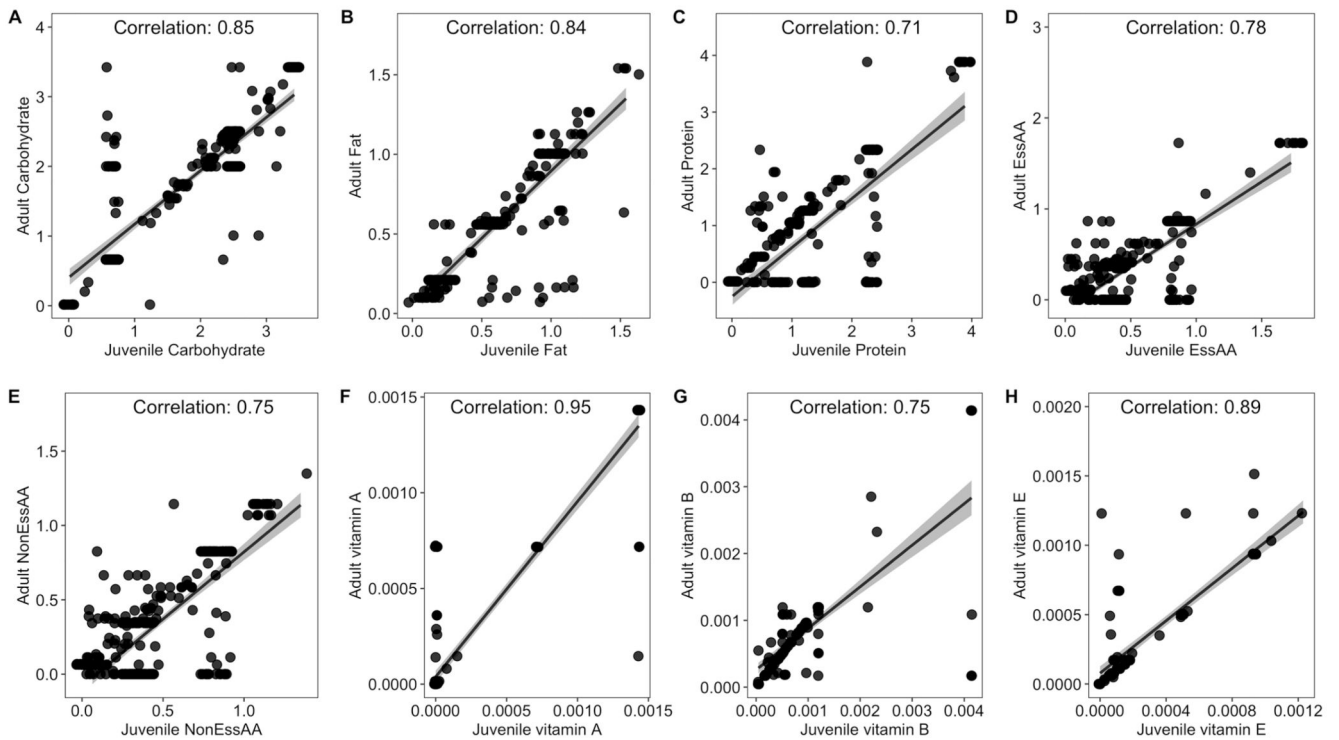 A
Correlation: 0.85
4
3
2
1
0
Adult Carbohydrate
0 1 2 3
Juvenile Carbohydrate
B
Correlation: 0.84
1.5
1.0
0.5
0.0
Adult Fat
0.0 0.5 1.0 1.5
Juvenile Fat
C
Correlation: 0.71
4
3
2
1
0
Adult Protein
0 1 2 3 4
Juvenile Protein
D
Correlation: 0.78
3
2
1
0
Adult EssAA
0.0 0.5 1.0 1.5
Juvenile EssAA
E
Correlation: 0.75
1.5
1.0
0.5
0.0
Adult NonEssAA
0.0 0.5 1.0
Juvenile NonEssAA
F
Correlation: 0.95
0.0015
0.0010
0.0005
0.0000
Adult vitamin A
0.0000 0.0005 0.0010 0.0015
Juvenile vitamin A
G
Correlation: 0.75
0.004
0.003
0.002
0.001
0.000
Adult vitamin B
0.000 0.001 0.002 0.003 0.004
Juvenile vitamin B
H
Correlation: 0.89
0.0020
0.0015
0.0010
0.0005
0.0000
Adult vitamin E
0.0000 0.0004 0.0008 0.0012
Juvenile vitamin E